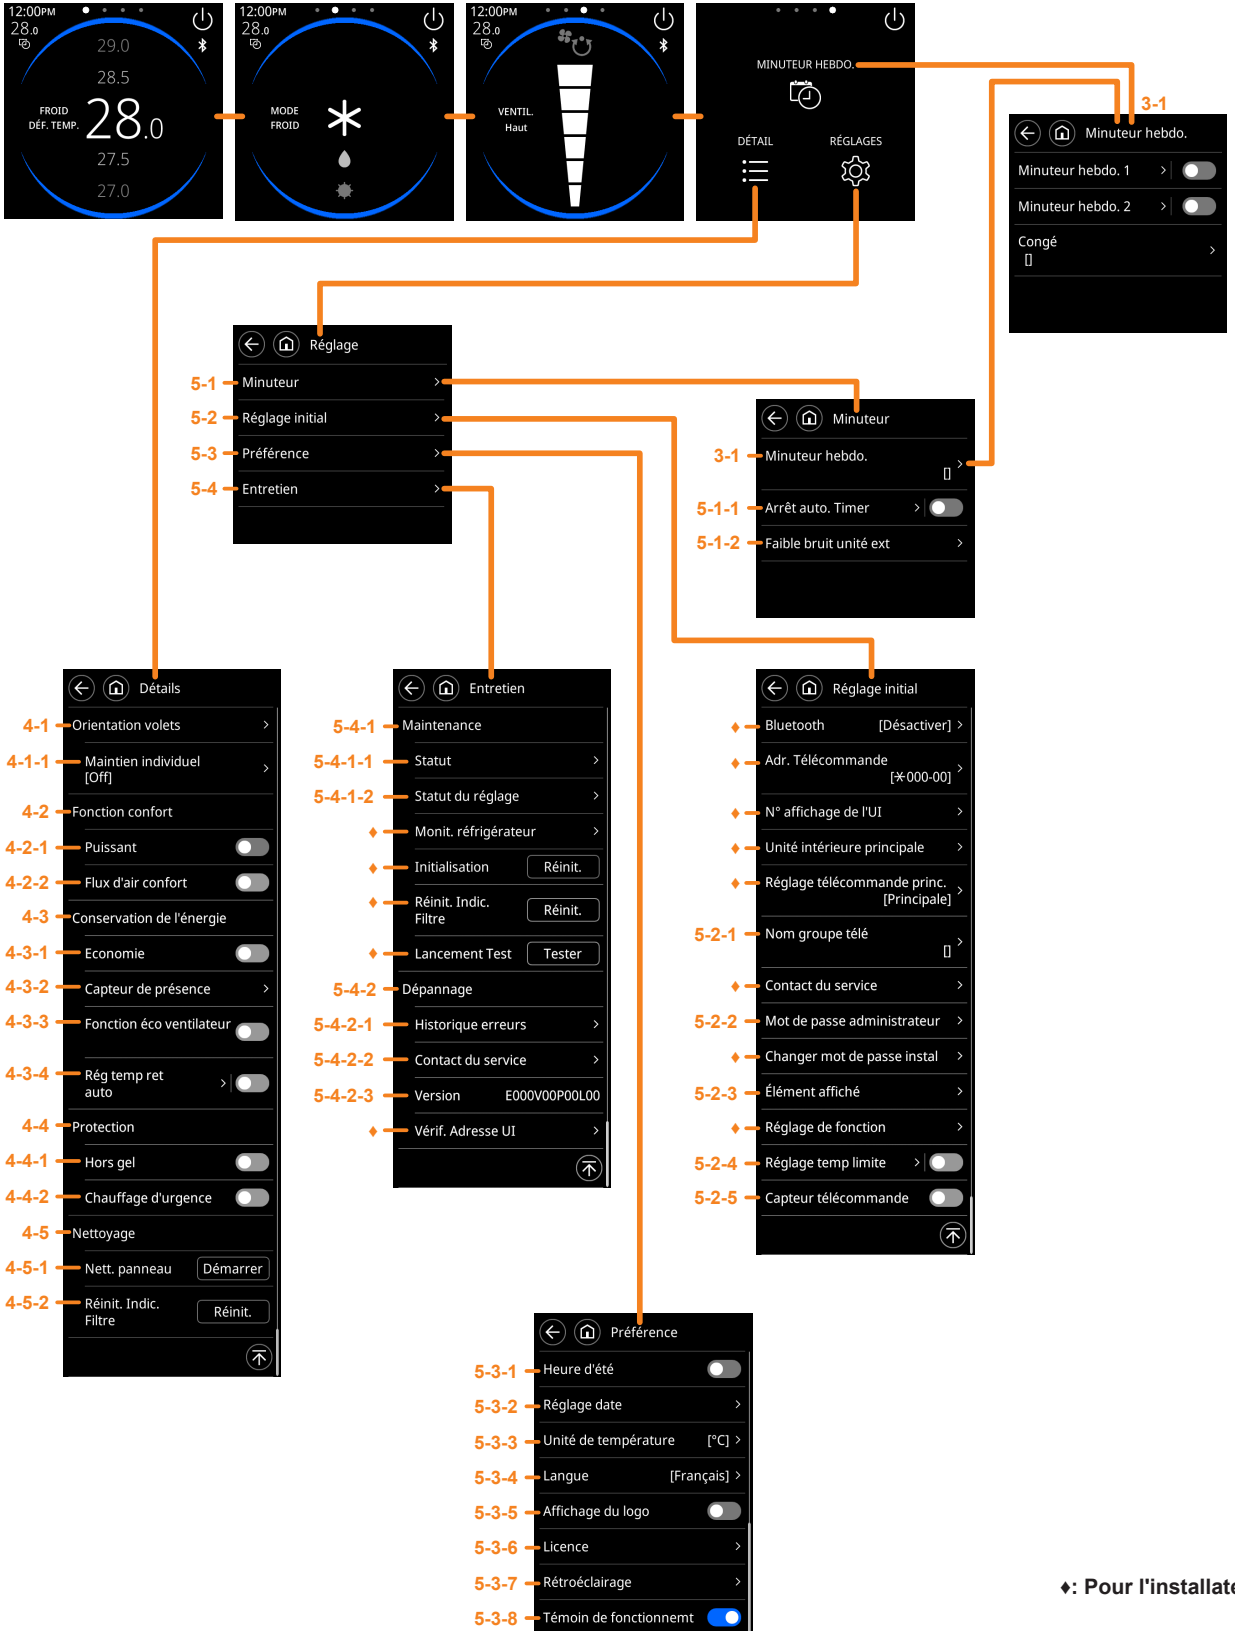 12:00PM
28.0
29.0
28.5
FROID
DÉF. TEMP.
28.0
27.5
27.0
12:00PM
28.0
MODE
FROID
12:00PM
28.0
VENTIL.
Haut
MINUTEUR HEBDO.
DÉTAIL
RÉGLAGES
3-1
Minuteur hebdo.
Minuteur hebdo. 1
Minuteur hebdo. 2
Congé
[]
Réglage
5-1 Minuteur
5-2 Réglage initial
5-3 Préférence
5-4 Entretien
Minuteur
3-1 Minuteur hebdo.
[]
5-1-1 Arrêt auto. Timer
5-1-2 Faible bruit unité ext
Détails
4-1 Orientation volets
4-1-1 Maintien individuel
[Off]
4-2 Fonction confort
4-2-1 Puissant
4-2-2 Flux d'air confort
4-3 Conservation de l'énergie
4-3-1 Economie
4-3-2 Capteur de présence
4-3-3 Fonction éco ventilateur
4-3-4 Rég temp ret
auto
4-4 Protection
4-4-1 Hors gel
4-4-2 Chauffage d'urgence
4-5 Nettoyage
4-5-1 Nett. panneau Démarrer
4-5-2 Réinit. Indic.
Filtre Réinit.
Entretien
5-4-1 Maintenance
5-4-1-1 Statut
5-4-1-2 Statut du réglage
♦ Monit. réfrigérateur
♦ Initialisation Réinit.
♦ Réinit. Indic.
Filtre Réinit.
♦ Lancement Test Tester
5-4-2 Dépannage
5-4-2-1 Historique erreurs
5-4-2-2 Contact du service
5-4-2-3 Version E000V00P00L00
♦ Vérif. Adresse UI
Réglage initial
♦ Bluetooth [Désactiver]
♦ Adr. Télécommande
[⚹000-00]
♦ N° affichage de l'UI
♦ Unité intérieure principale
♦ Réglage télécommande princ.
[Principale]
5-2-1 Nom groupe télé
[]
♦ Contact du service
5-2-2 Mot de passe administrateur
♦ Changer mot de passe instal
5-2-3 Élément affiché
♦ Réglage de fonction
5-2-4 Réglage temp limite
5-2-5 Capteur télécommande
Préférence
5-3-1 Heure d'été
5-3-2 Réglage date
5-3-3 Unité de température [°C]
5-3-4 Langue [Français]
5-3-5 Affichage du logo
5-3-6 Licence
5-3-7 Rétroéclairage
5-3-8 Témoin de fonctionnemt
♦: Pour l'installate